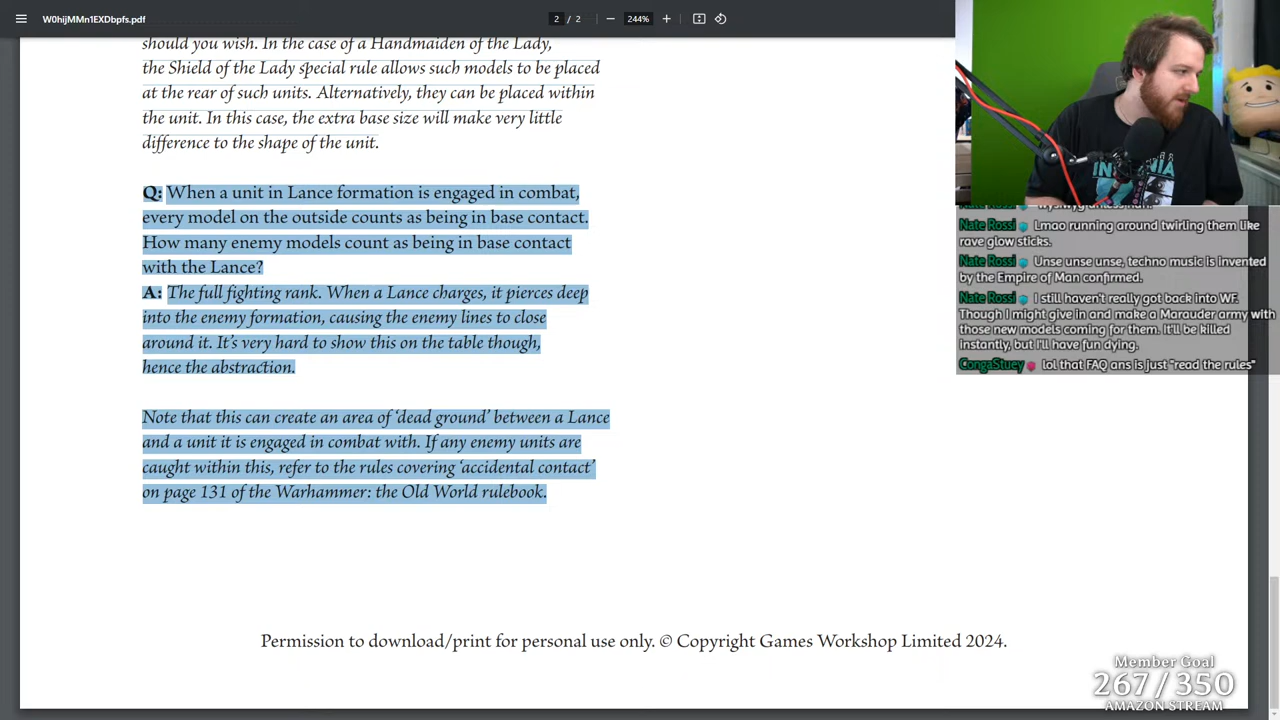 W0hijMMn1EXDbpfs.pdf
2 / 2
244%
should you wish. In the case of a Handmaiden of the Lady,
the Shield of the Lady special rule allows such models to be placed
at the rear of such units. Alternatively, they can be placed within
the unit. In this case, the extra base size will make very little
difference to the shape of the unit.
Q: When a unit in Lance formation is engaged in combat,
every model on the outside counts as being in base contact.
How many enemy models count as being in base contact
with the Lance?
A: The full fighting rank. When a Lance charges, it pierces deep
into the enemy formation, causing the enemy lines to close
around it. It's very hard to show this on the table though,
hence the abstraction.
Note that this can create an area of 'dead ground' between a Lance
and a unit it is engaged in combat with. If any enemy units are
caught within this, refer to the rules covering 'accidental contact'
on page 131 of the Warhammer: the Old World rulebook.
Permission to download/print for personal use only. © Copyright Games Workshop Limited 2024.
Nate Rossi Lmao running around twirling them like
rave glow sticks.
Nate Rossi Unse unse unse, techno music is invented
by the Empire of Man confirmed.
Nate Rossi I still haven't really got back into WF.
Though I might give in and make a Marauder army with
those new models coming for them. It'll be killed
instantly, but I'll have fun dying.
CongaStuey lol that FAQ ans is just "read the rules"
Member Goal
267 / 350
AMAZON STREAM